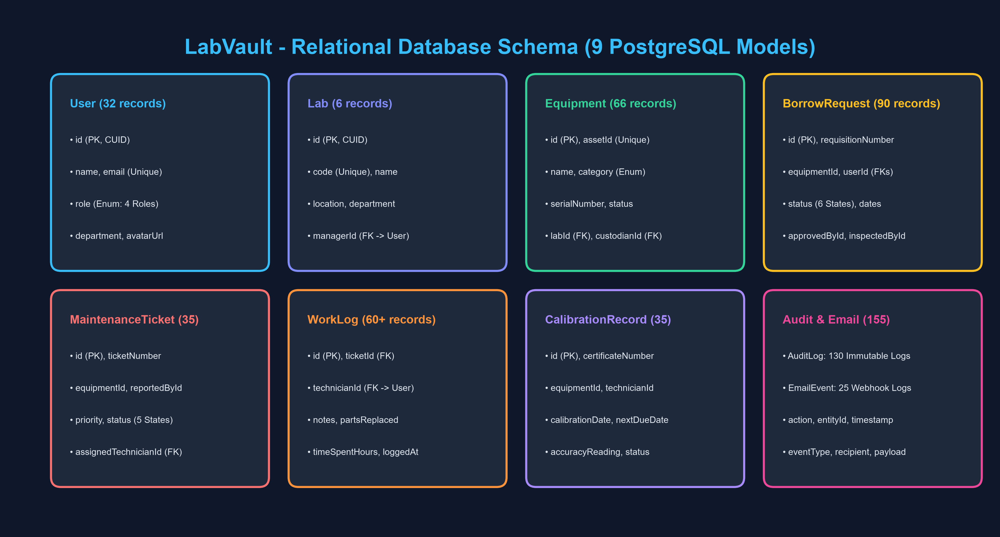 LabVault - Relational Database Schema (9 PostgreSQL Models)
User (32 records)
• id (PK, CUID)
• name, email (Unique)
• role (Enum: 4 Roles)
• department, avatarUrl
Lab (6 records)
• id (PK, CUID)
• code (Unique), name
• location, department
• managerId (FK -> User)
Equipment (66 records)
• id (PK), assetId (Unique)
• name, category (Enum)
• serialNumber, status
• labId (FK), custodianId (FK)
BorrowRequest (90 records)
• id (PK), requisitionNumber
• equipmentId, userId (FKs)
• status (6 States), dates
• approvedById, inspectedById
MaintenanceTicket (35)
• id (PK), ticketNumber
• equipmentId, reportedById
• priority, status (5 States)
• assignedTechnicianId (FK)
WorkLog (60+ records)
• id (PK), ticketId (FK)
• technicianId (FK -> User)
• notes, partsReplaced
• timeSpentHours, loggedAt
CalibrationRecord (35)
• id (PK), certificateNumber
• equipmentId, technicianId
• calibrationDate, nextDueDate
• accuracyReading, status
Audit & Email (155)
• AuditLog: 130 Immutable Logs
• EmailEvent: 25 Webhook Logs
• action, entityId, timestamp
• eventType, recipient, payload